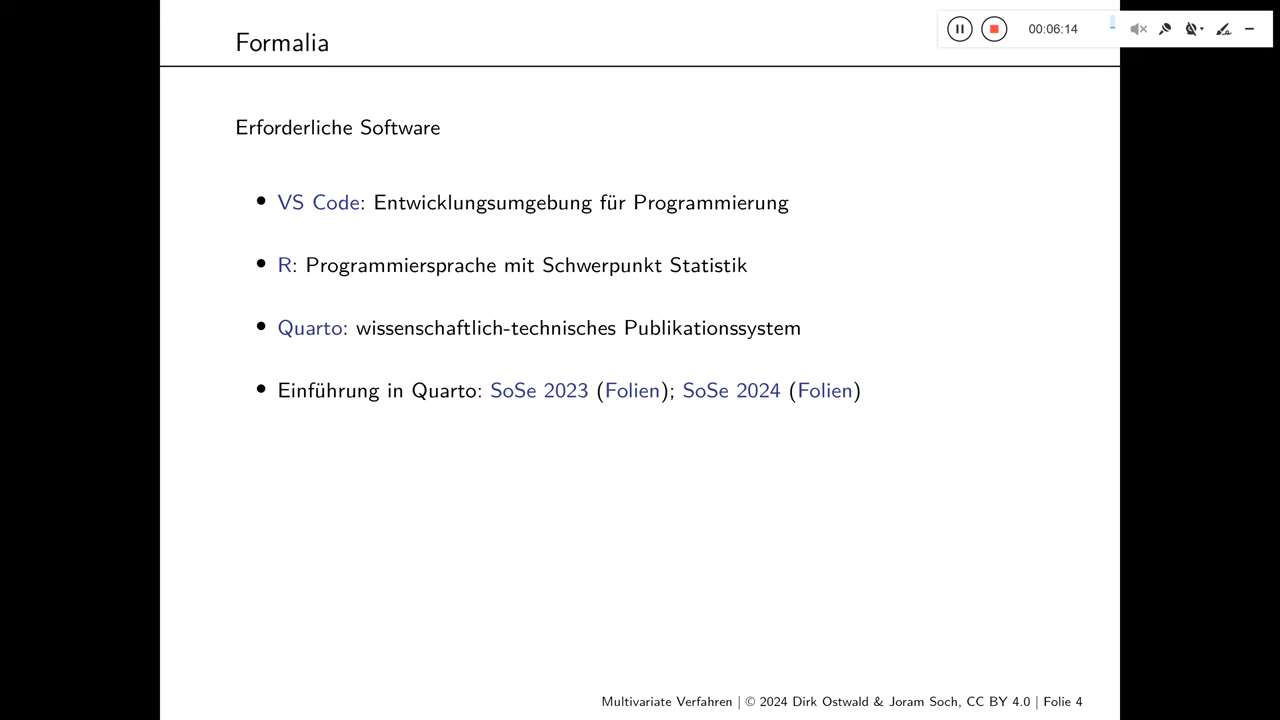 Formalia
00:06:14
Erforderliche Software
• VS Code: Entwicklungsumgebung für Programmierung
• R: Programmiersprache mit Schwerpunkt Statistik
• Quarto: wissenschaftlich-technisches Publikationssystem
• Einführung in Quarto: SoSe 2023 (Folien); SoSe 2024 (Folien)
Multivariate Verfahren | © 2024 Dirk Ostwald & Joram Soch, CC BY 4.0 | Folie 4